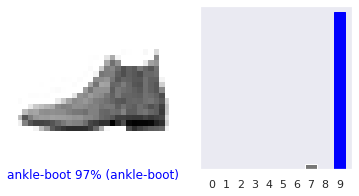 ankle-boot 97% (ankle-boot)
0 1 2 3 4 5 6 7 8 9